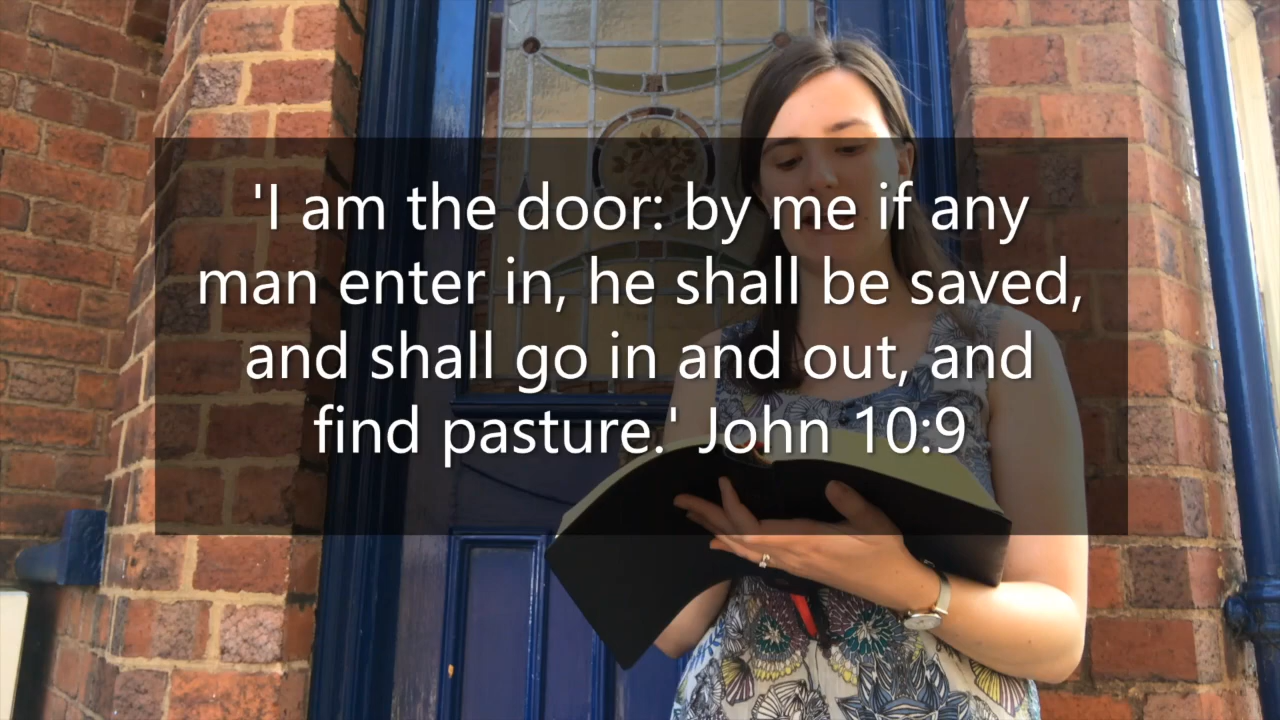 'I am the door: by me if any
man enter in, he shall be saved,
and shall go in and out, and
find pasture.' John 10:9